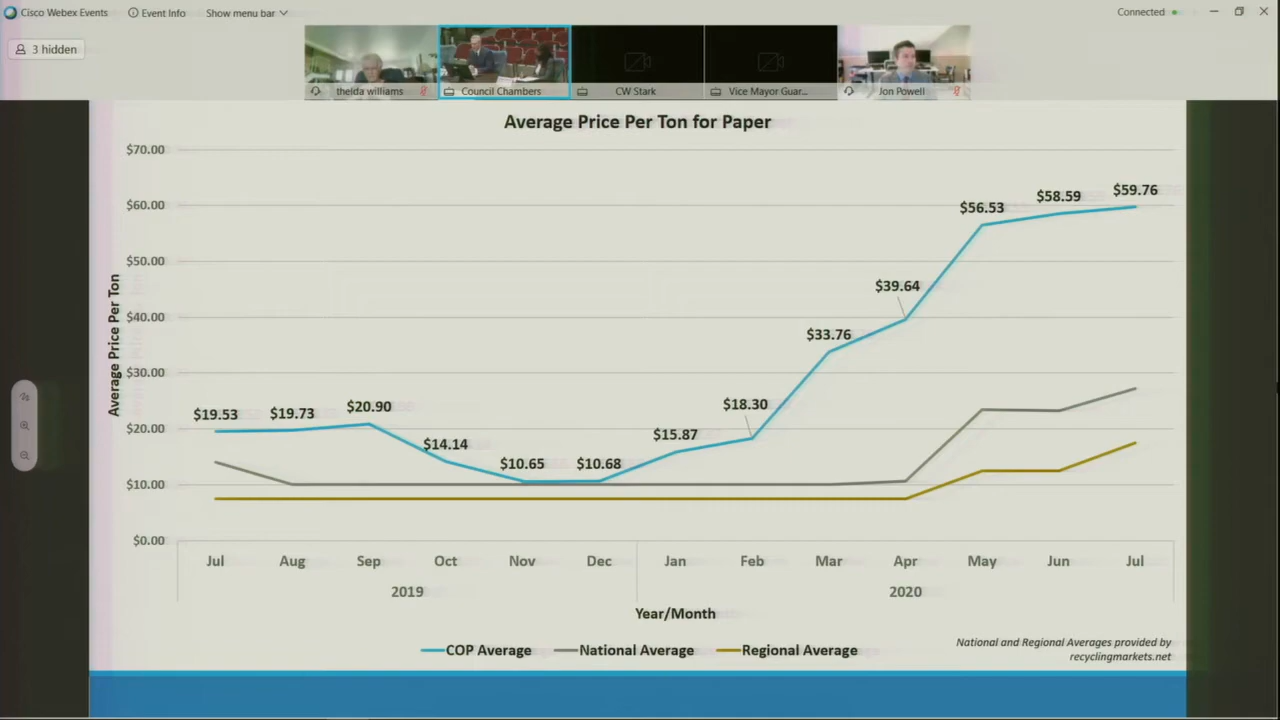 Cisco Webex Events
Event Info
Show menu bar
Connected
3 hidden
thelda williams
Council Chambers
CW Stark
Vice Mayor Guar...
Jon Powell
Average Price Per Ton for Paper
Average Price Per Ton
$70.00
$60.00
$50.00
$40.00
$30.00
$20.00
$10.00
$0.00
$19.53
$19.73
$20.90
$14.14
$10.65
$10.68
$15.87
$18.30
$33.76
$39.64
$56.53
$58.59
$59.76
Jul Aug Sep Oct Nov Dec Jan Feb Mar Apr May Jun Jul
2019 2020
Year/Month
COP Average National Average Regional Average
National and Regional Averages provided by
recyclingmarkets.net